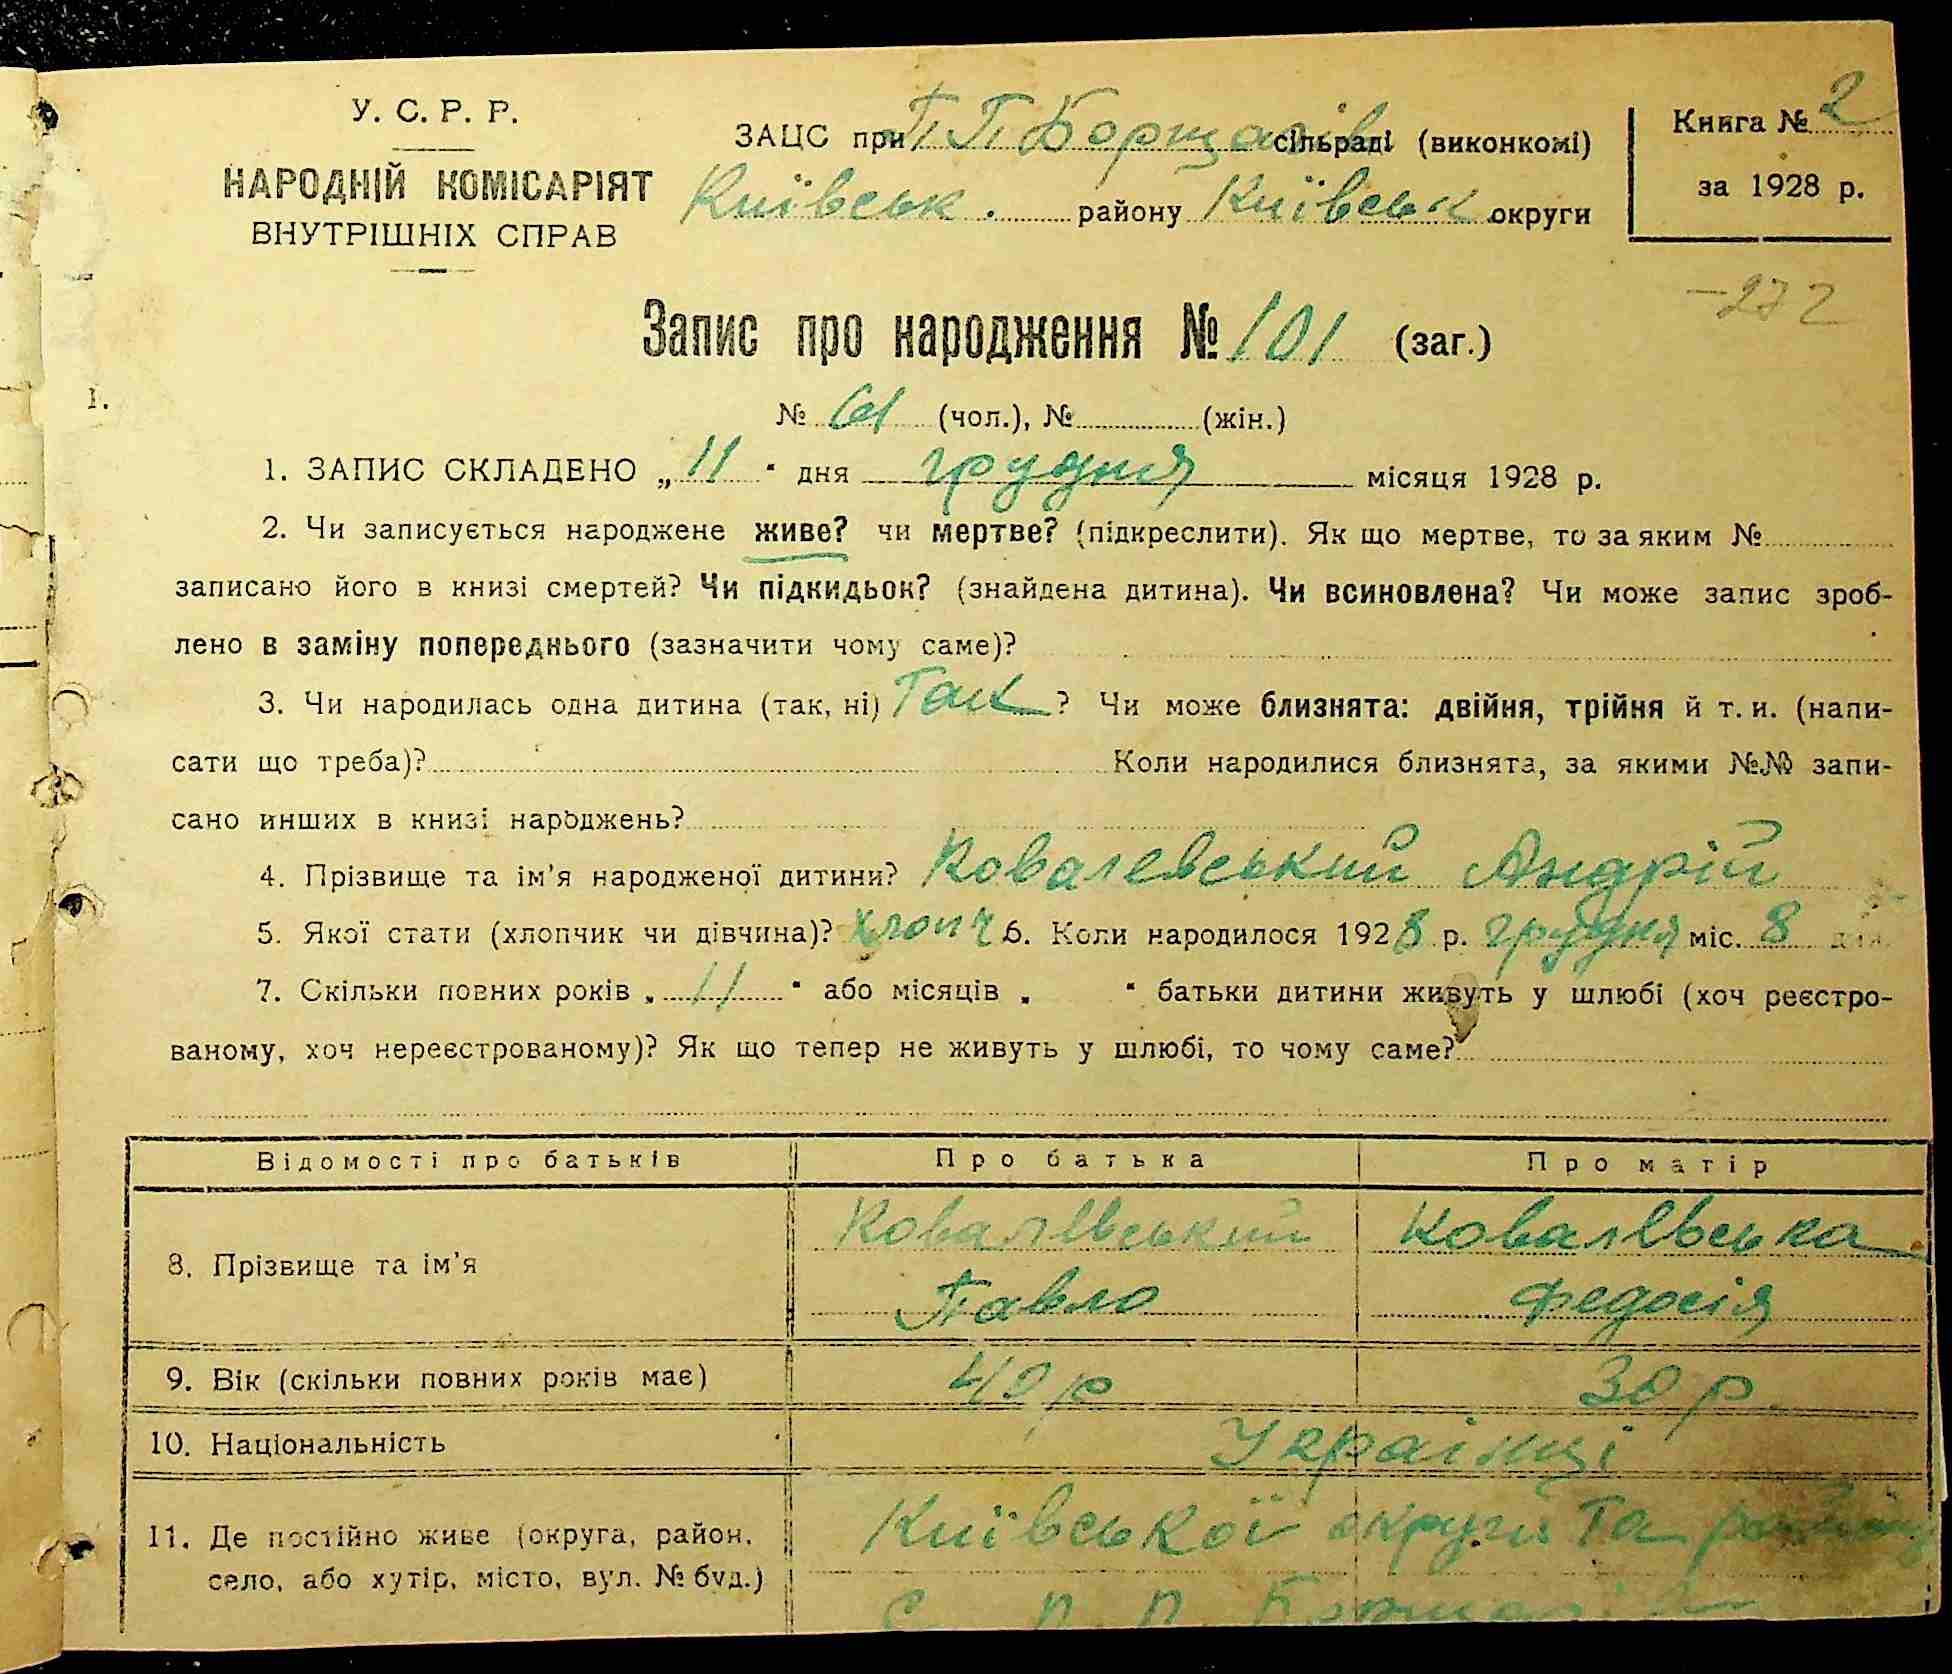 У. С. Р. Р.
НАРОДНІЙ КОМІСАРІЯТ
ВНУТРІШНІХ СПРАВ
ЗАЦС при П П Борщагів сільраді (виконкомі)
Київськ. району Київськ округи
Книга № 2
за 1928 р.
-272
Запис про народження № 101 (заг.)
I.
№ 61 (чол.), № (жін.)
1. ЗАПИС СКЛАДЕНО „ 11 " дня грудня місяця 1928 р.
2. Чи записується народжене живе? чи мертве? (підкреслити). Як що мертве, то за яким №
записано його в книзі смертей? Чи підкидьок? (знайдена дитина). Чи всиновлена? Чи може запис зроб-
лено в заміну попереднього (зазначити чому саме)?
3. Чи народилась одна дитина (так, ні) Так ? Чи може близнята: двійня, трійня й т. и. (напи-
сати що треба)? Коли народилися близнята, за якими №№ запи-
сано инших в книзі народжень?
4. Прізвище та ім'я народженої дитини? Ковалевський Андрій
5. Якої стати (хлопчик чи дівчина)? хлопч 6. Коли народилося 1928 р. грудня міс. 8 дня
7. Скільки повних років „ 11 " або місяців „ " батьки дитини живуть у шлюбі (хоч реєстро-
ваному, хоч нереєстрованому)? Як що тепер не живуть у шлюбі, то чому саме?
Відомості про батьків Про батька Про матір
8. Прізвище та ім'я Ковалівський Ковалівська
Павло Федосія
9. Вік (скільки повних років має) 40 р 30 р.
10. Національність Українці
11. Де постійно живе (округа, район, Київської округи та району
село, або хутір, місто, вул. № буд.) с. П П Борщагів